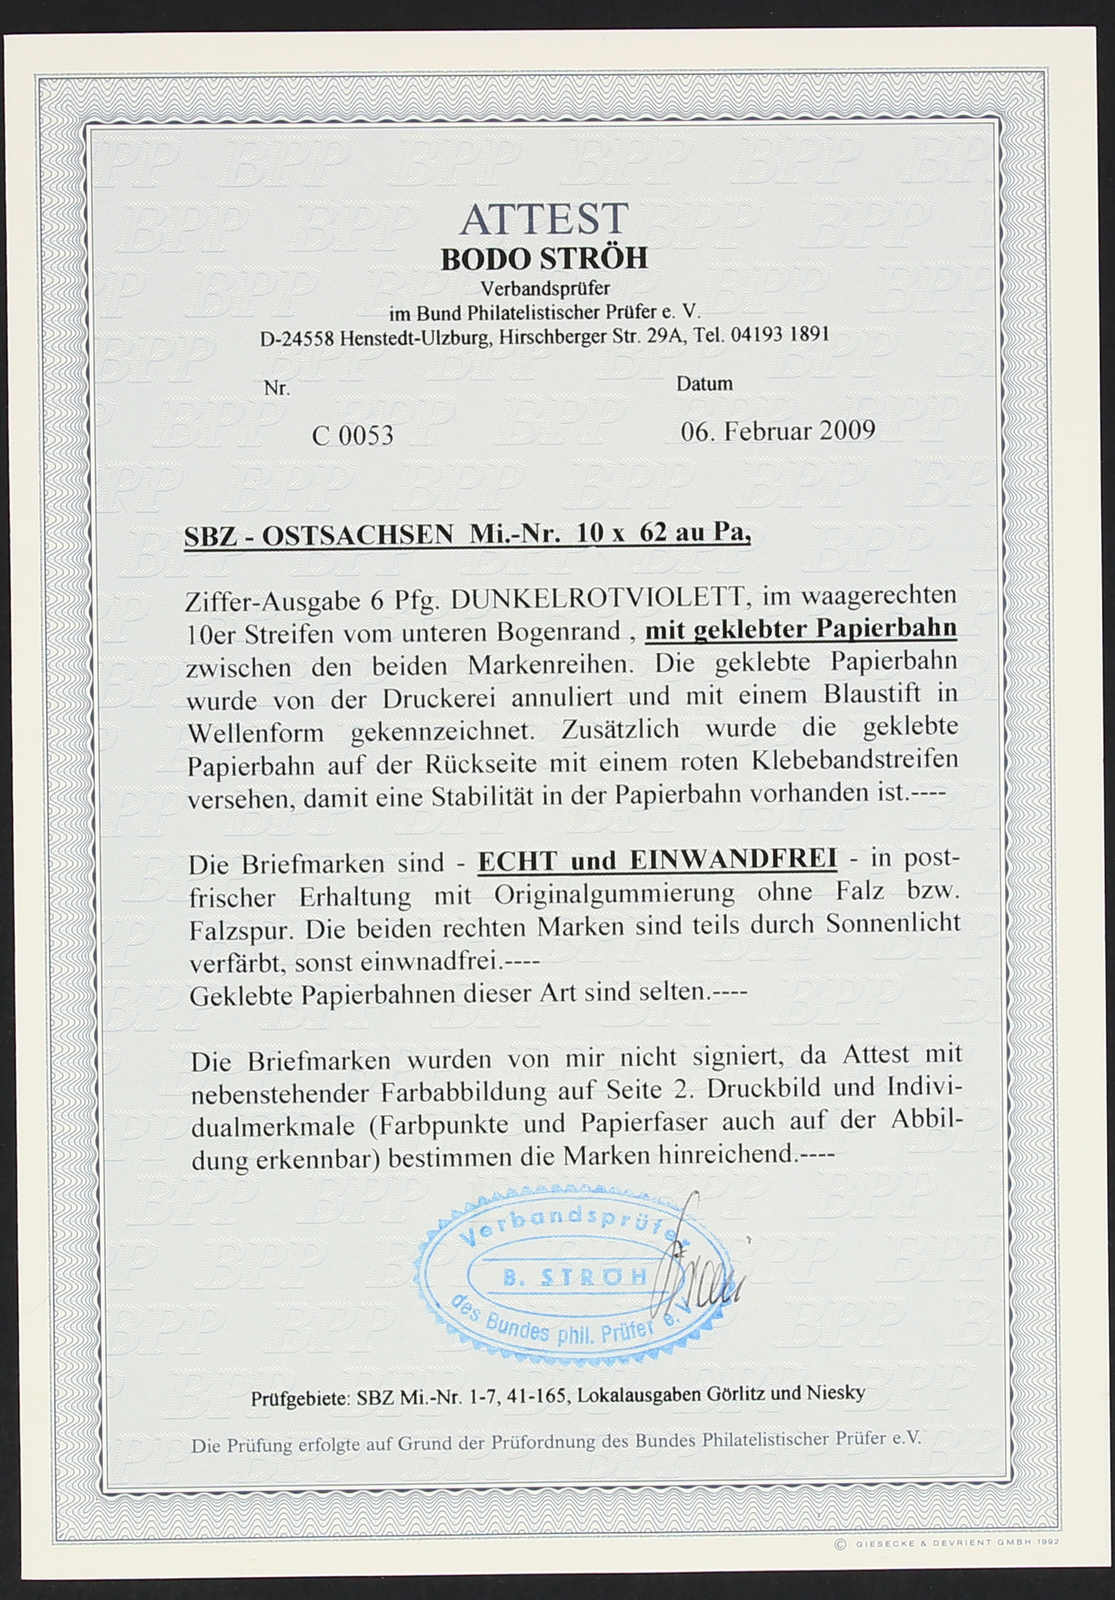 ATTEST
BODO STRÖH
Verbandsprüfer
im Bund Philatelistischer Prüfer e. V.
D-24558 Henstedt-Ulzburg, Hirschberger Str. 29A, Tel. 04193 1891
Nr. Datum
C 0053 06. Februar 2009
SBZ - OSTSACHSEN Mi.-Nr. 10 x 62 au Pa,
Ziffer-Ausgabe 6 Pfg. DUNKELROTVIOLETT, im waagerechten
10er Streifen vom unteren Bogenrand , mit geklebter Papierbahn
zwischen den beiden Markenreihen. Die geklebte Papierbahn
wurde von der Druckerei annuliert und mit einem Blaustift in
Wellenform gekennzeichnet. Zusätzlich wurde die geklebte
Papierbahn auf der Rückseite mit einem roten Klebebandstreifen
versehen, damit eine Stabilität in der Papierbahn vorhanden ist.----
Die Briefmarken sind - ECHT und EINWANDFREI - in post-
frischer Erhaltung mit Originalgummierung ohne Falz bzw.
Falzspur. Die beiden rechten Marken sind teils durch Sonnenlicht
verfärbt, sonst einwnadfrei.----
Geklebte Papierbahnen dieser Art sind selten.----
Die Briefmarken wurden von mir nicht signiert, da Attest mit
nebenstehender Farbabbildung auf Seite 2. Druckbild und Indivi-
dualmerkmale (Farbpunkte und Papierfaser auch auf der Abbil-
dung erkennbar) bestimmen die Marken hinreichend.----
Verbandsprüfer
B. STRÖH
des Bundes phil. Prüfer e.V.
Prüfgebiete: SBZ Mi.-Nr. 1-7, 41-165, Lokalausgaben Görlitz und Niesky
Die Prüfung erfolgte auf Grund der Prüfordnung des Bundes Philatelistischer Prüfer e.V.
© GIESECKE & DEVRIENT GMBH 1992